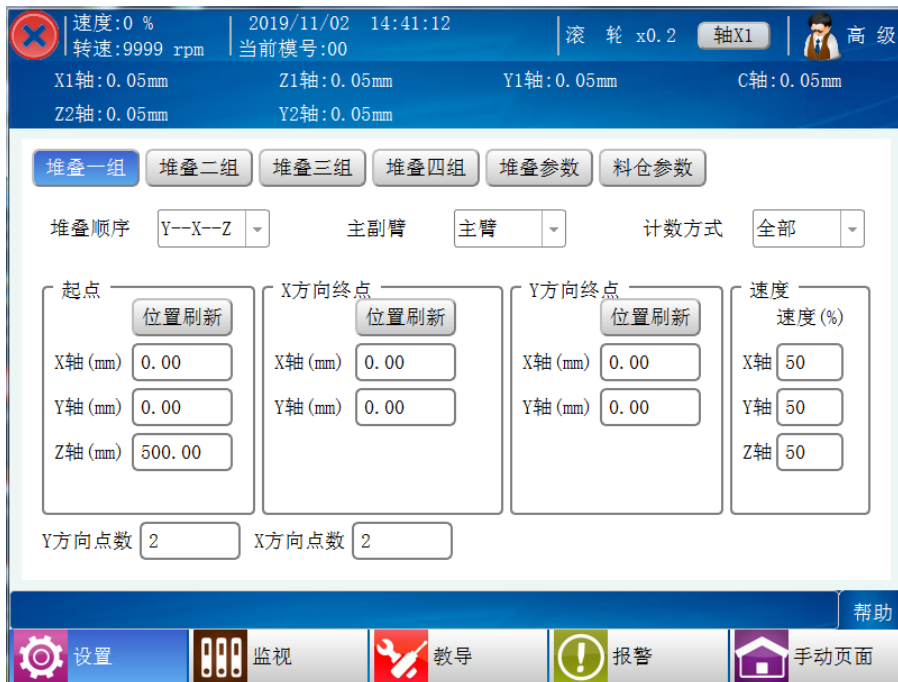 速度:0 % 2019/11/02 14:41:12 滚 轮 x0.2 轴X1 高 级
转速:9999 rpm 当前模号:00
X1轴:0.05mm Z1轴:0.05mm Y1轴:0.05mm C轴:0.05mm
Z2轴:0.05mm Y2轴:0.05mm
堆叠一组 堆叠二组 堆叠三组 堆叠四组 堆叠参数 料仓参数
堆叠顺序 Y--X--Z 主副臂 主臂 计数方式 全部
起点 X方向终点 Y方向终点 速度
位置刷新 位置刷新 位置刷新 速度(%)
X轴(mm) 0.00 X轴(mm) 0.00 X轴(mm) 0.00 X轴 50
Y轴(mm) 0.00 Y轴(mm) 0.00 Y轴(mm) 0.00 Y轴 50
Z轴(mm) 500.00 Z轴 50
Y方向点数 2 X方向点数 2
帮助
设置 监视 教导 报警 手动页面